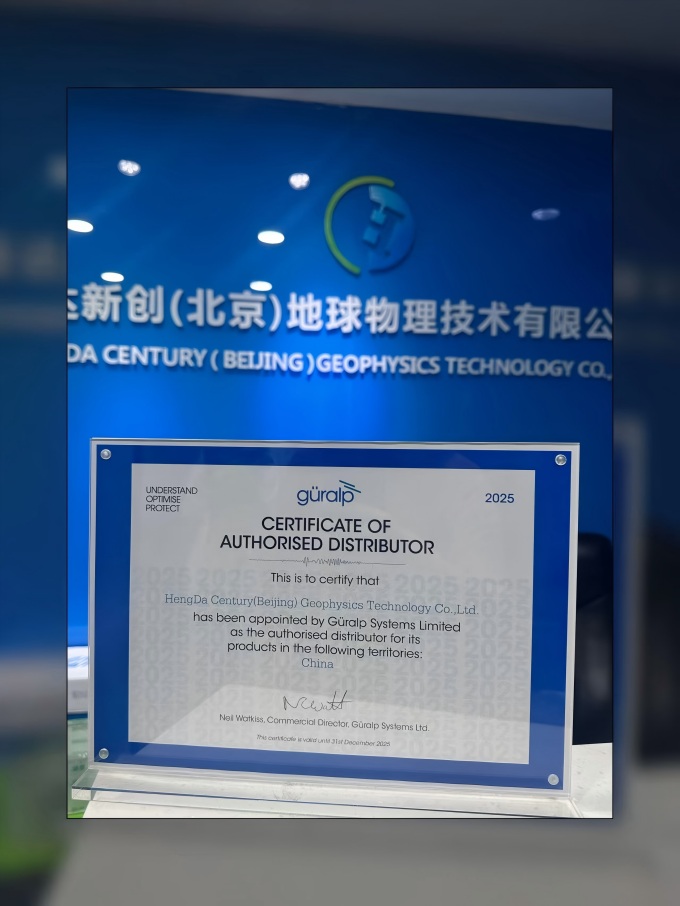 新创(北京)地球物理技术有限公
DA CENTURY (BEIJING) GEOPHYSICS TECHNOLOGY CO.,
UNDERSTAND
OPTIMISE
PROTECT
güralp
2025
CERTIFICATE OF
AUTHORISED DISTRIBUTOR
This is to certify that
HengDa Century(Beijing) Geophysics Technology Co.,Ltd.
has been appointed by Güralp Systems Limited
as the authorised distributor for its
products in the following territories:
China
Neil Watkiss, Commercial Director, Güralp Systems Ltd.
This certificate is valid until 31st December 2025